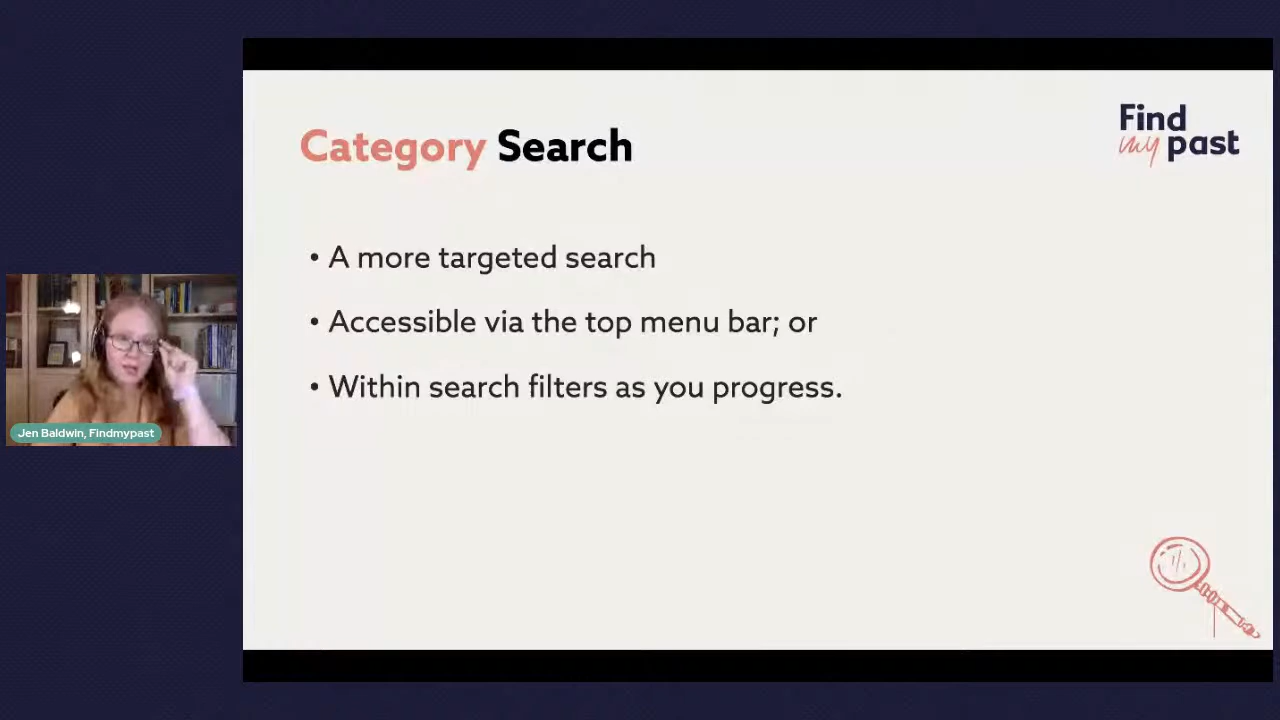 Category Search
Find
my past
• A more targeted search
• Accessible via the top menu bar; or
• Within search filters as you progress.
Jen Baldwin, Findmypast